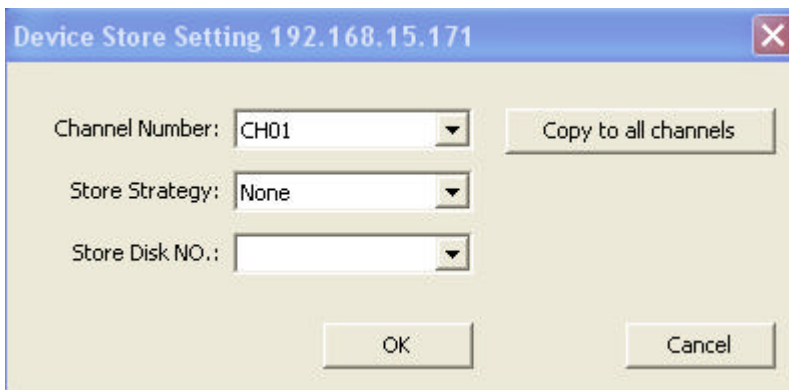 Device Store Setting 192.168.15.171
Channel Number: CH01 Copy to all channels
Store Strategy: None
Store Disk NO.:
OK Cancel